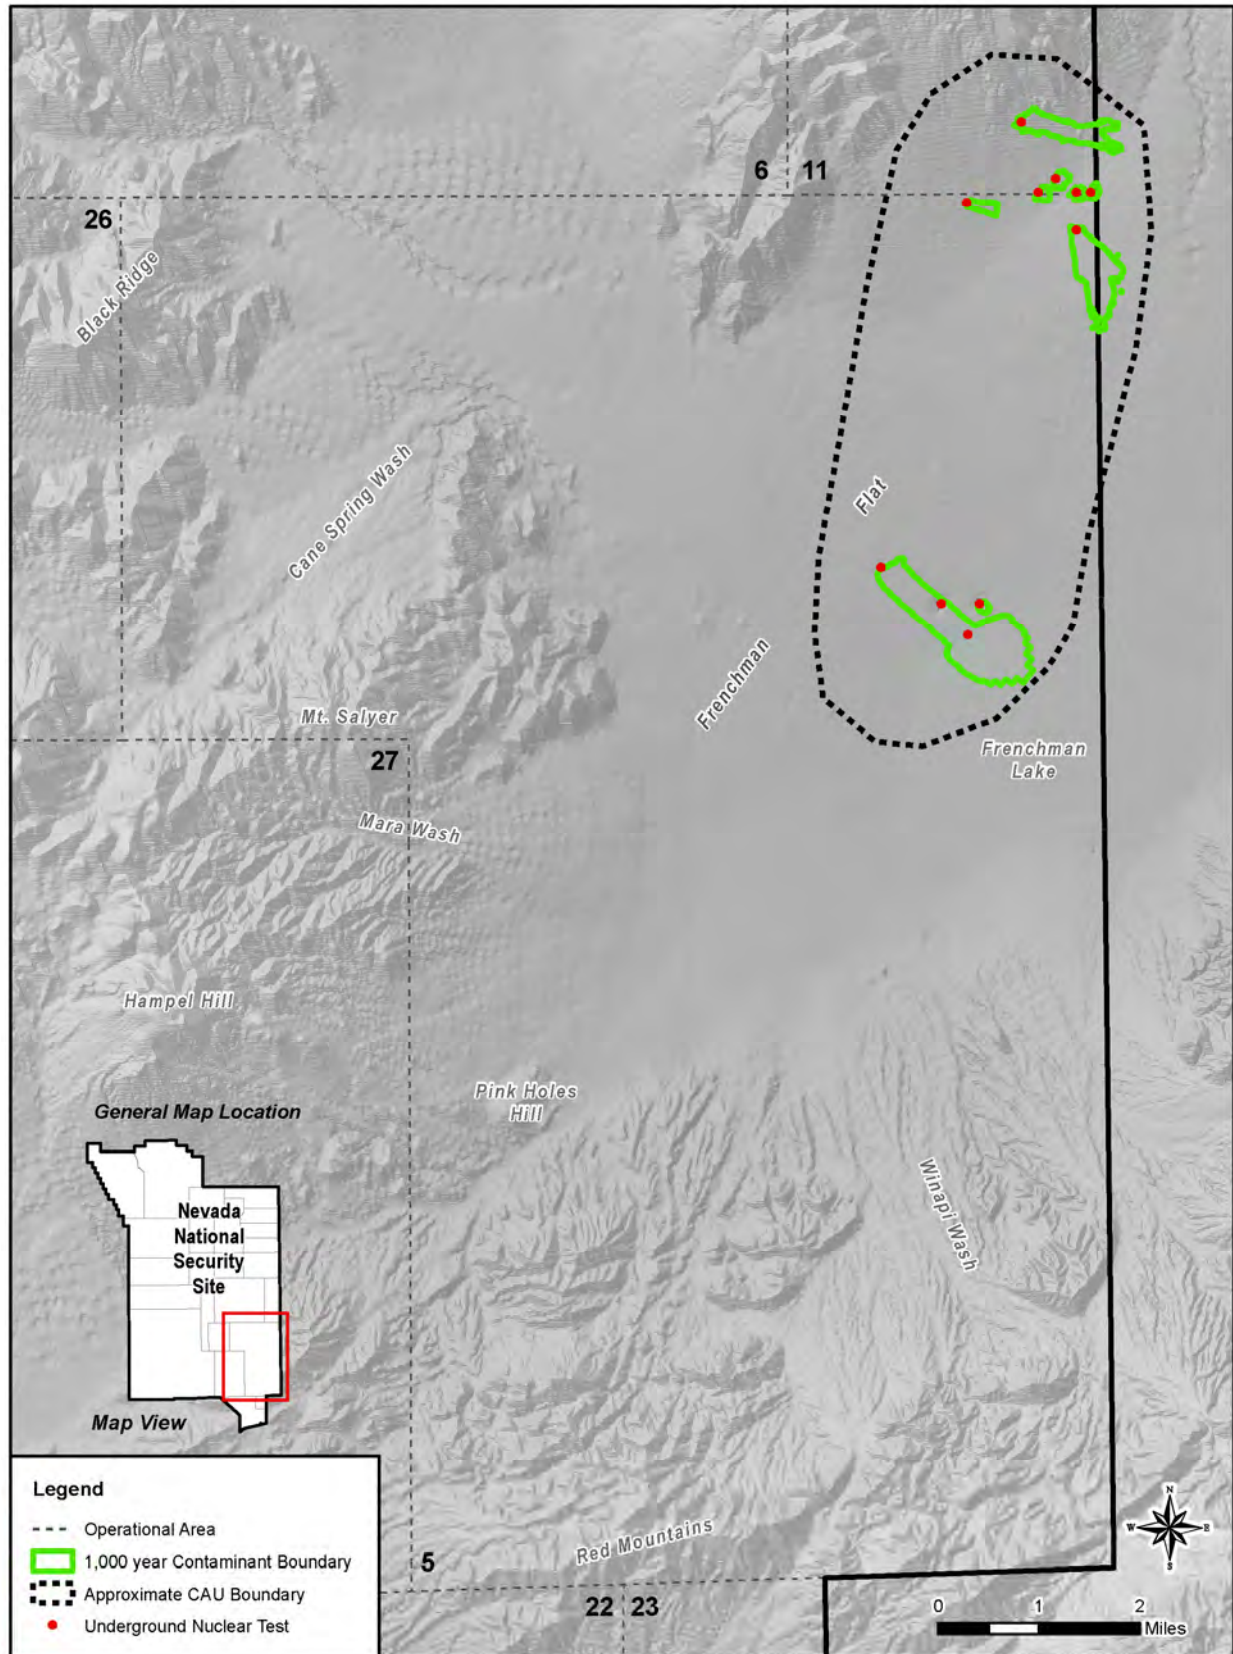 6
11
26
Black Ridge
Cane Spring Wash
Flat
Frenchman
Mt. Salyer
Frenchman
Lake
27
Mara Wash
Hampel Hill
Pink Holes
Hill
General Map Location
Winapi Wash
Nevada
National
Security
Site
Map View
Legend
Operational Area
1,000 year Contaminant Boundary
Approximate CAU Boundary
Underground Nuclear Test
Red Mountains
5
22
23
N
W
E
S
0 1 2
Miles